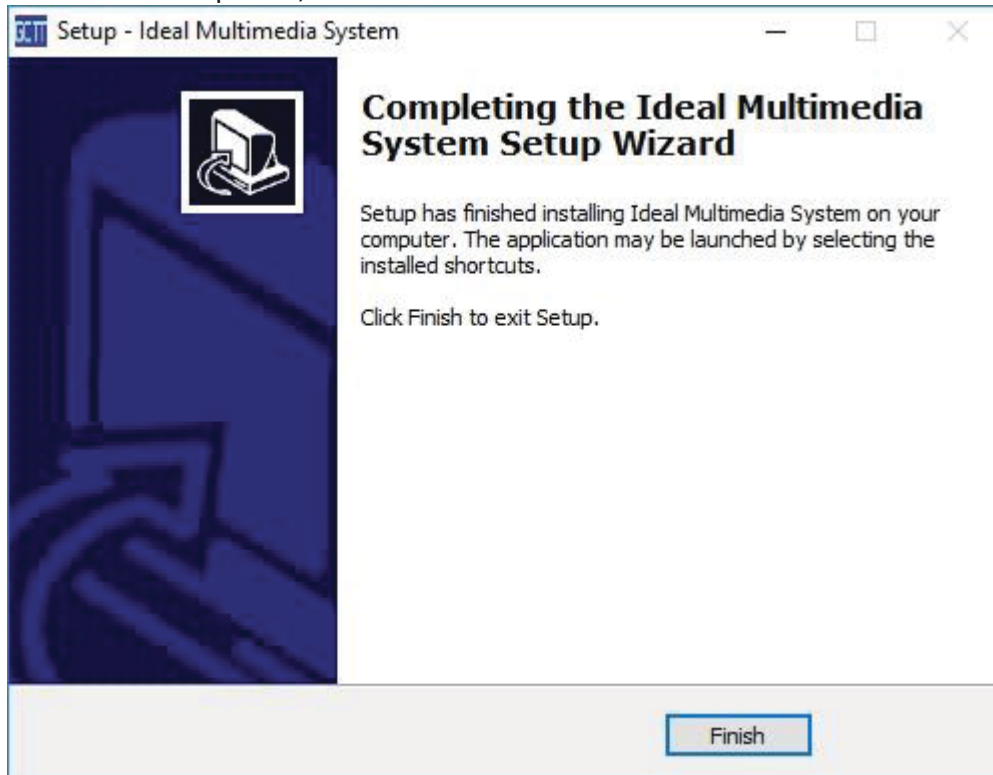 Setup - Ideal Multimedia System
Completing the Ideal Multimedia
System Setup Wizard
Setup has finished installing Ideal Multimedia System on your
computer. The application may be launched by selecting the
installed shortcuts.
Click Finish to exit Setup.
Finish